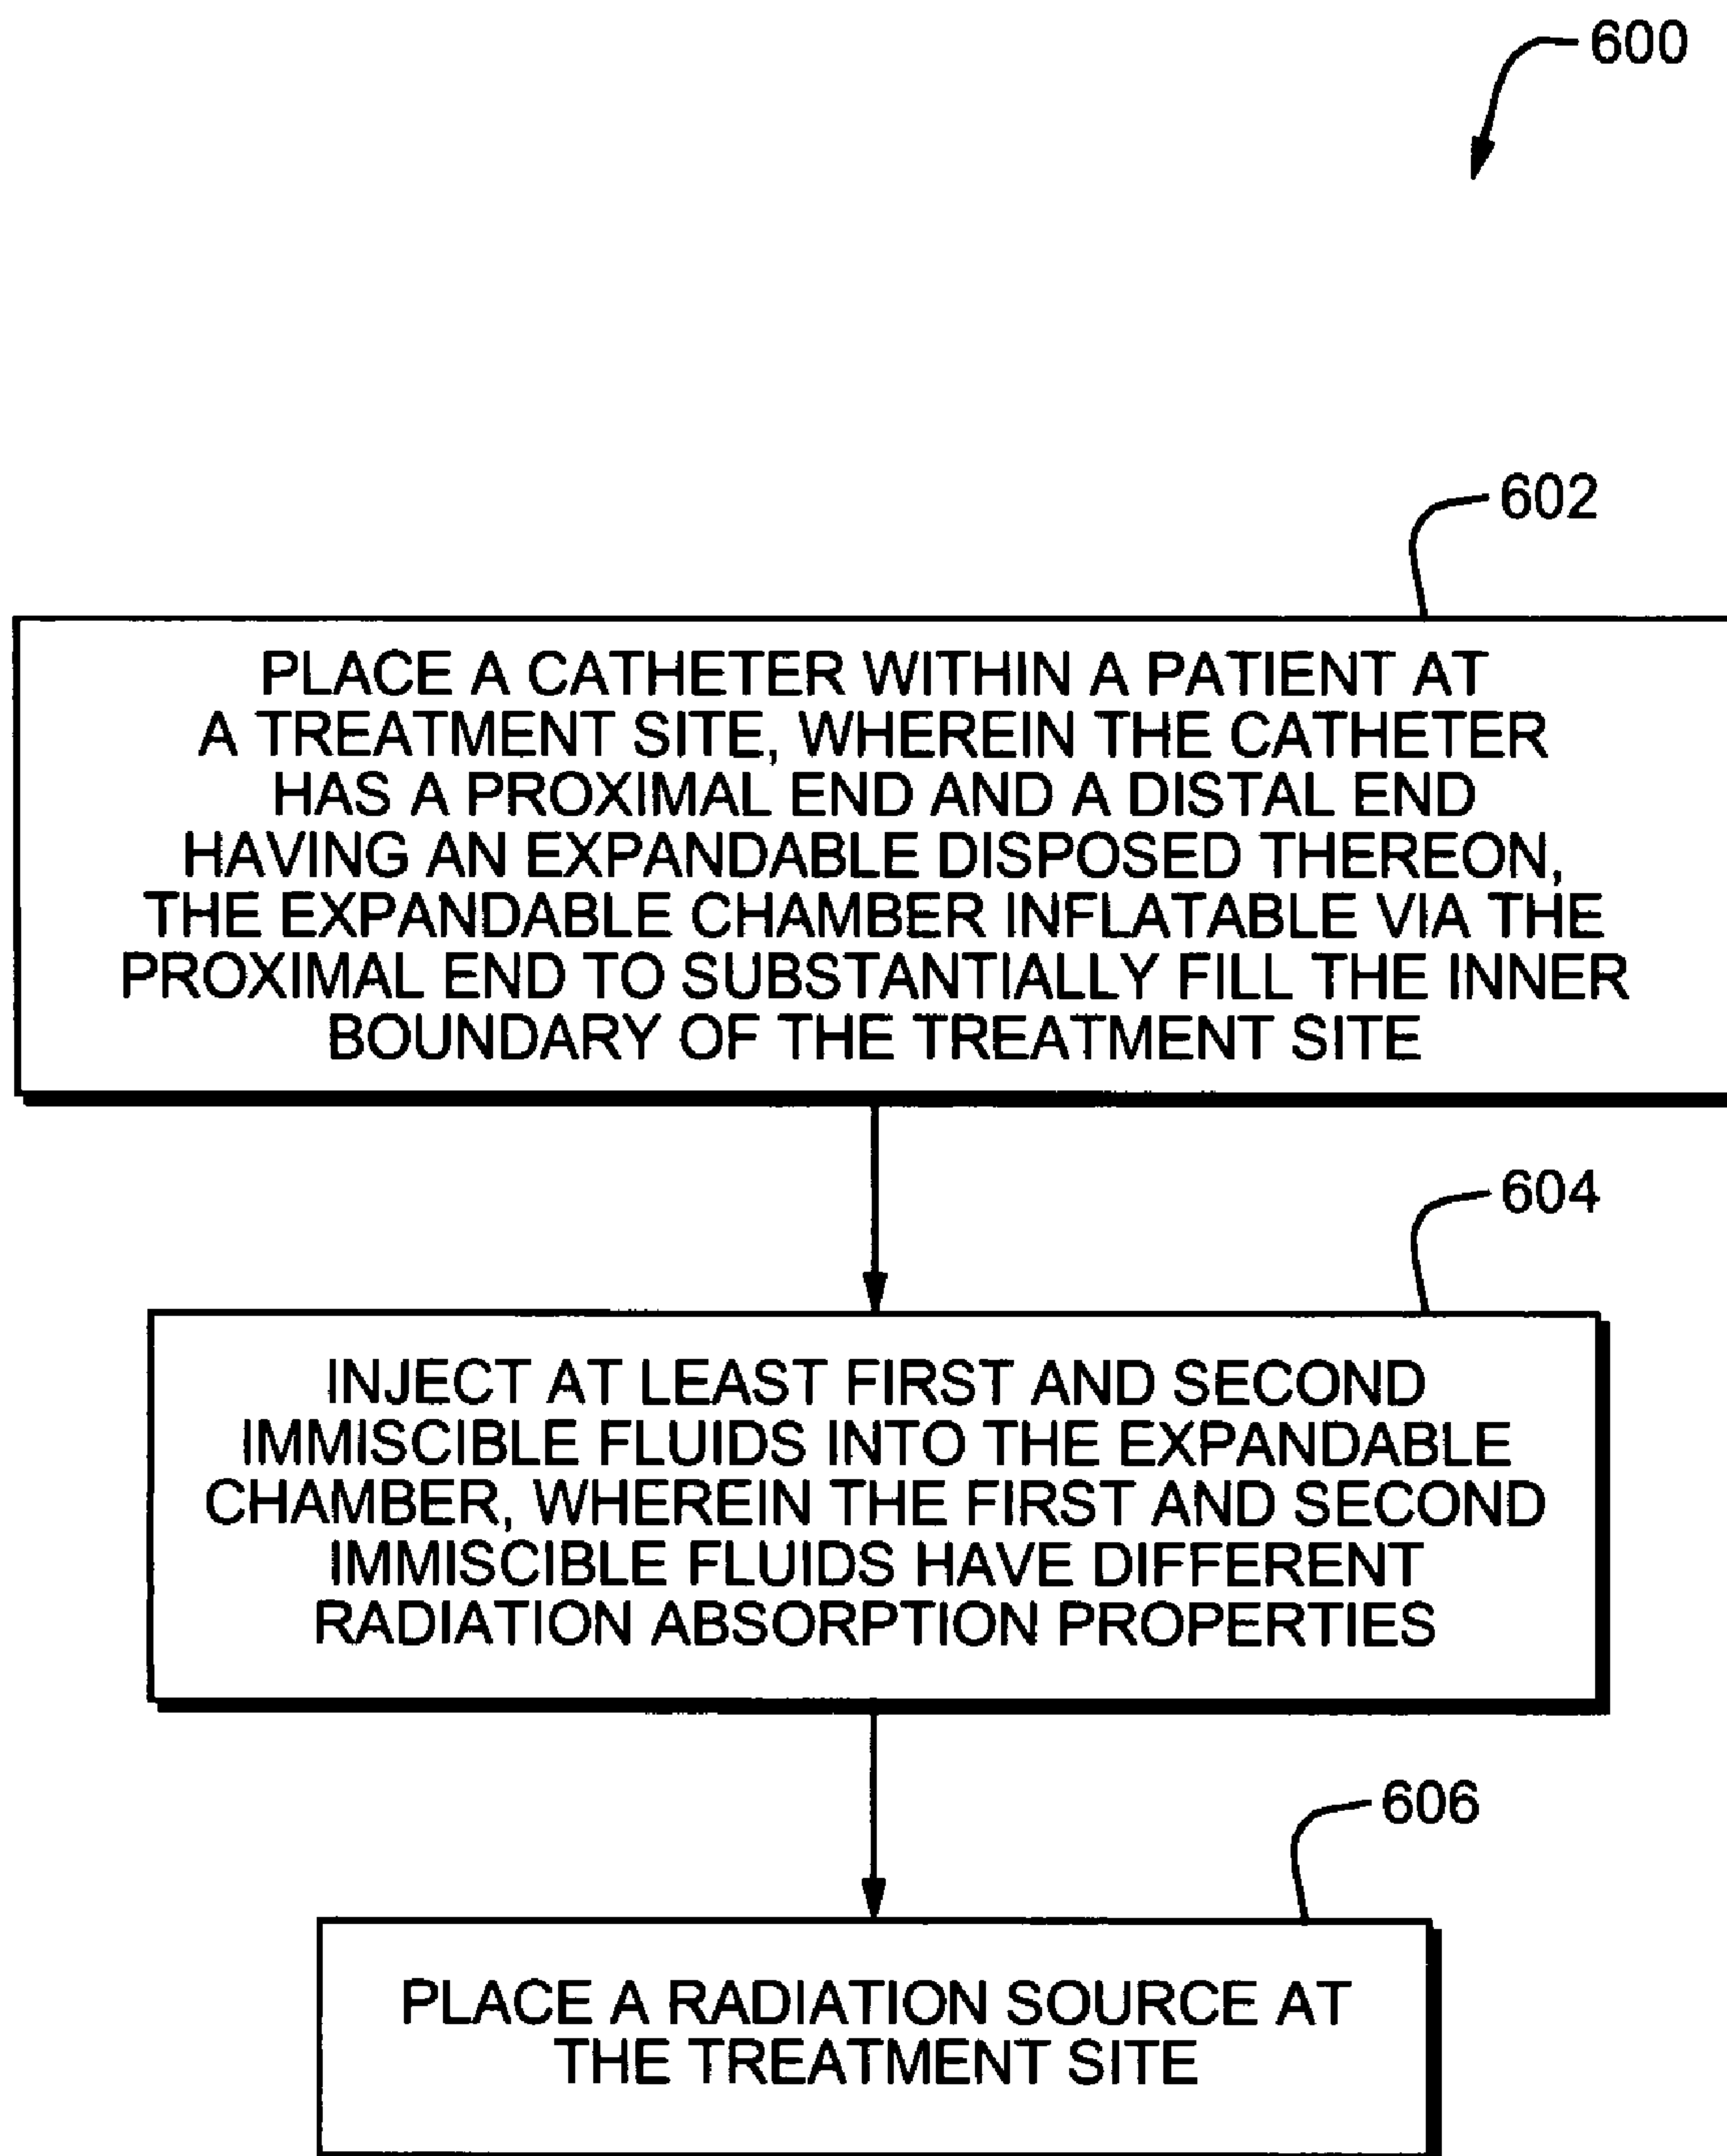 600
602
PLACE A CATHETER WITHIN A PATIENT AT
A TREATMENT SITE, WHEREIN THE CATHETER
HAS A PROXIMAL END AND A DISTAL END
HAVING AN EXPANDABLE DISPOSED THEREON,
THE EXPANDABLE CHAMBER INFLATABLE VIA THE
PROXIMAL END TO SUBSTANTIALLY FILL THE INNER
BOUNDARY OF THE TREATMENT SITE
604
INJECT AT LEAST FIRST AND SECOND
IMMISCIBLE FLUIDS INTO THE EXPANDABLE
CHAMBER, WHEREIN THE FIRST AND SECOND
IMMISCIBLE FLUIDS HAVE DIFFERENT
RADIATION ABSORPTION PROPERTIES
606
PLACE A RADIATION SOURCE AT
THE TREATMENT SITE